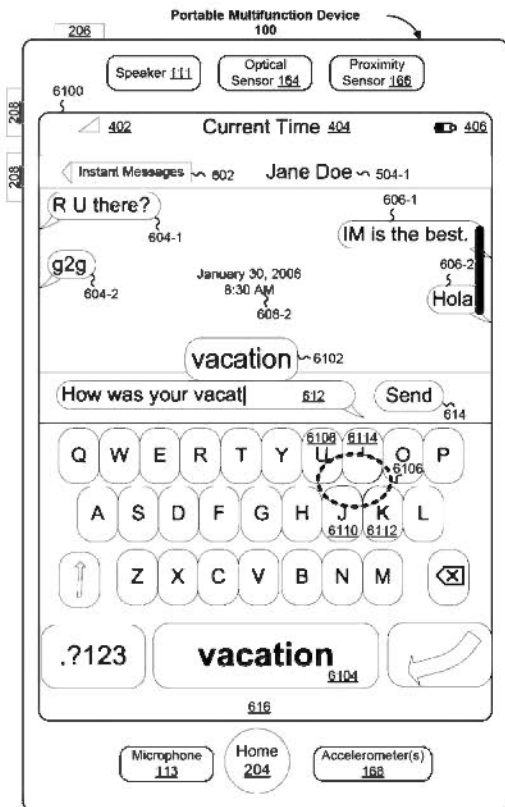 Portable Multifunction Device
206 100
Speaker 111 Optical Sensor 164 Proximity Sensor 166
208 6100
402 Current Time 404 406
208
Instant Messages 602 Jane Doe 504-1
R U there? 606-1
604-1 IM is the best.
g2g 606-2
604-2 January 30, 2006
6:30 AM Hola
608-2
vacation 6102
How was your vacat 612 Send
614
Q W E R T Y U 6108 I 6114 O P
6106
A S D F G H J K L
6110 6112
Z X C V B N M
.?123 vacation
6104
616
Microphone 113 Home 204 Accelerometer(s) 168